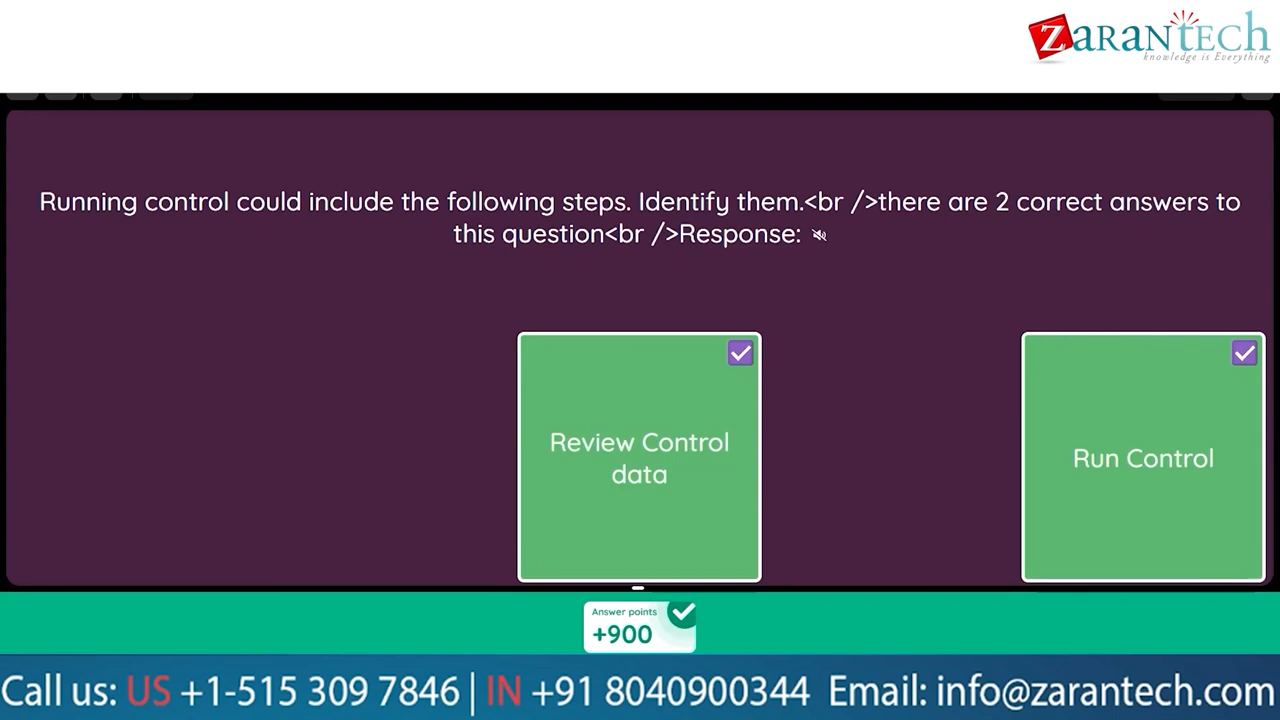 ZARANTECH
knowledge is Everything
Running control could include the following steps. Identify them.<br />there are 2 correct answers to
this question<br />Response:
Review Control
data
Run Control
Answer points
+900
Call us: US +1-515 309 7846 | IN +91 8040900344 Email: info@zarantech.com